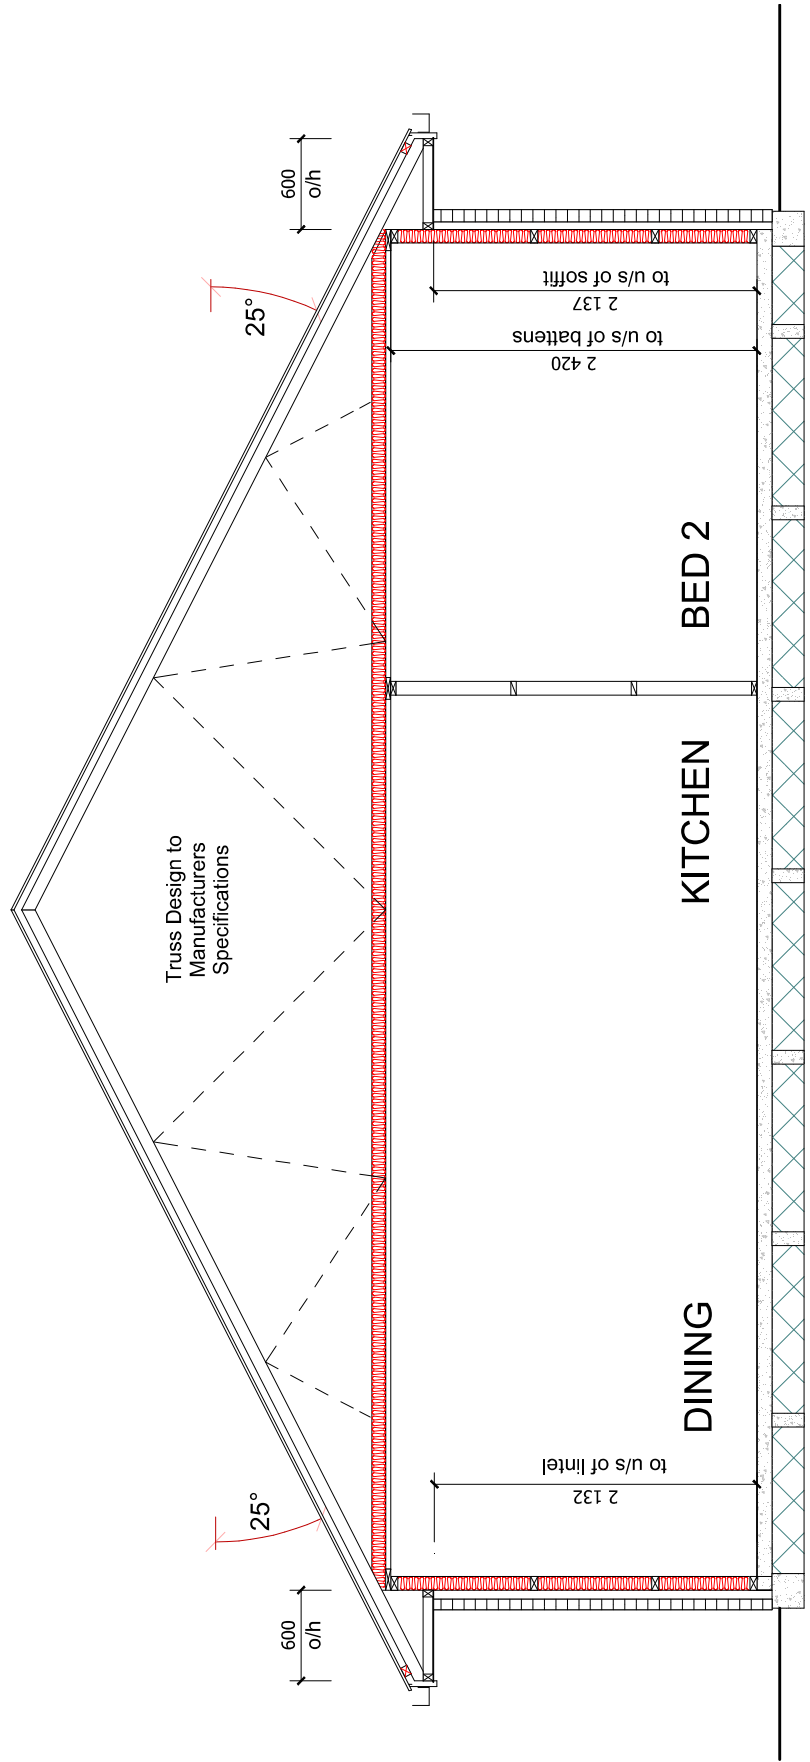 600
o/h
25°
Truss Design to
Manufacturers
Specifications
25°
600
o/h
2 132
to u/s of lintel
2 420
to u/s of battens
2 137
to u/s of soffit
DINING
KITCHEN
BED 2